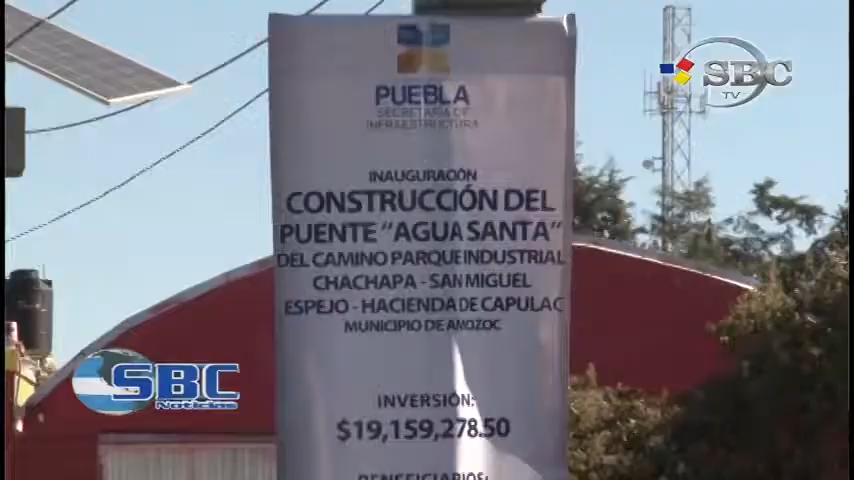 SBC
TV
PUEBLA
SECRETARÍA DE
INFRAESTRUCTURA
INAUGURACIÓN
CONSTRUCCIÓN DEL
PUENTE "AGUA SANTA"
DEL CAMINO PARQUE INDUSTRIAL
CHACHAPA - SAN MIGUEL
ESPEJO - HACIENDA DE CAPULAC
MUNICIPIO DE AMOZOC
INVERSIÓN:
$19,159,278.50
BENEFICIARIOS:
SBC
Noticias